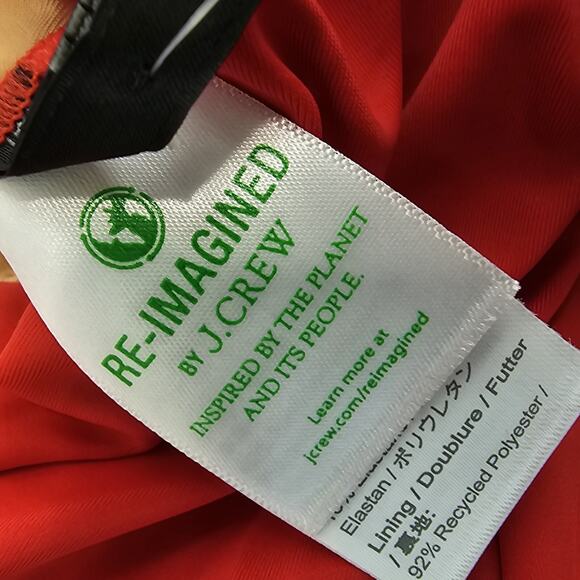 RE-IMAGINED
BY J.CREW
INSPIRED BY THE PLANET
AND ITS PEOPLE.
Learn more at
jcrew.com/reimagined
Elastan / ポリウレタン
Lining / Doublure / Futter
/ 裏地:
92% Recycled Polyester /